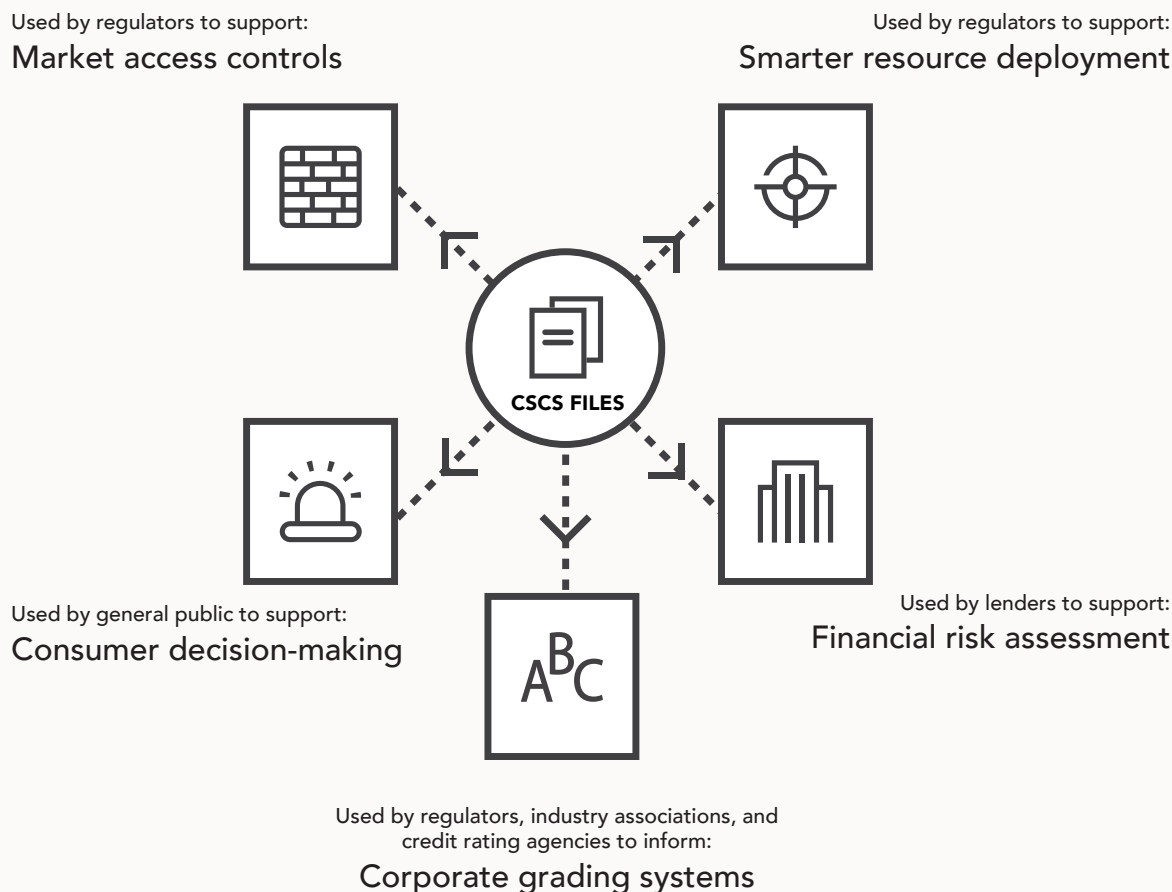 Used by regulators to support:
Market access controls
Used by regulators to support:
Smarter resource deployment
CSCS FILES
Used by general public to support:
Consumer decision-making
Used by lenders to support:
Financial risk assessment
ABC
Used by regulators, industry associations, and
credit rating agencies to inform:
Corporate grading systems